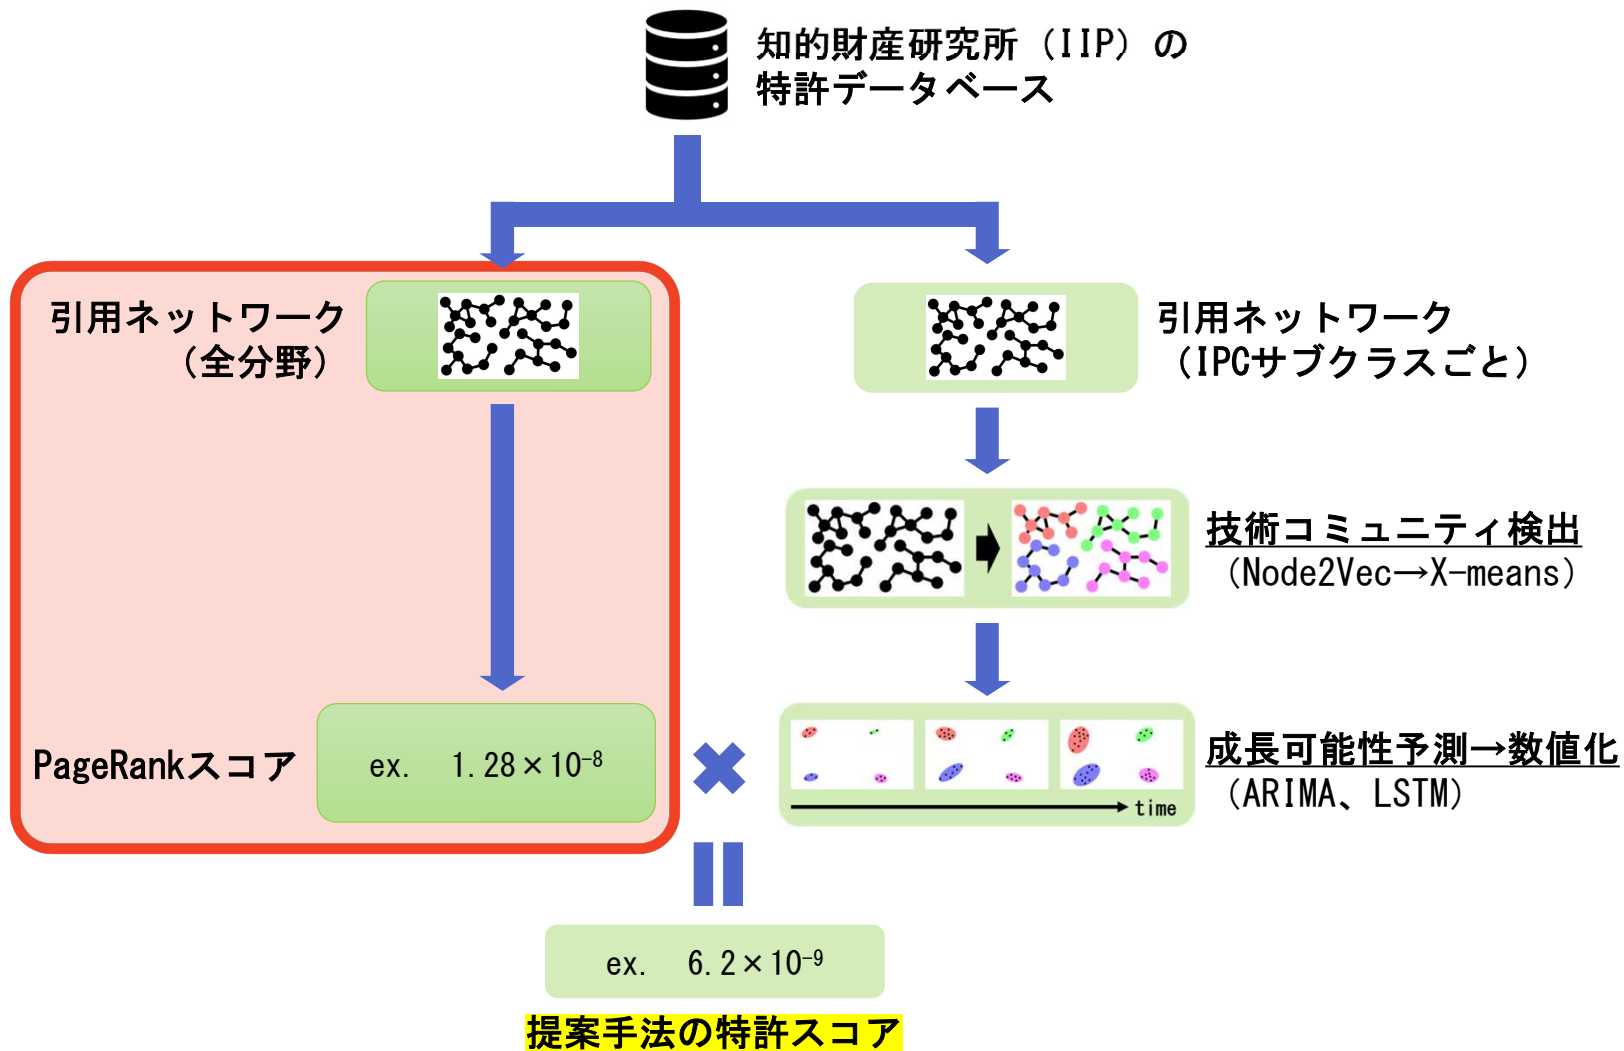 知的財産研究所（IIP）の
特許データベース
引用ネットワーク
（全分野）
引用ネットワーク
（IPCサブクラスごと）
技術コミュニティ検出
（Node2Vec→X-means）
PageRankスコア
ex. 1.28×10⁻⁸
time
成長可能性予測→数値化
（ARIMA、LSTM）
ex. 6.2×10⁻⁹
提案手法の特許スコア